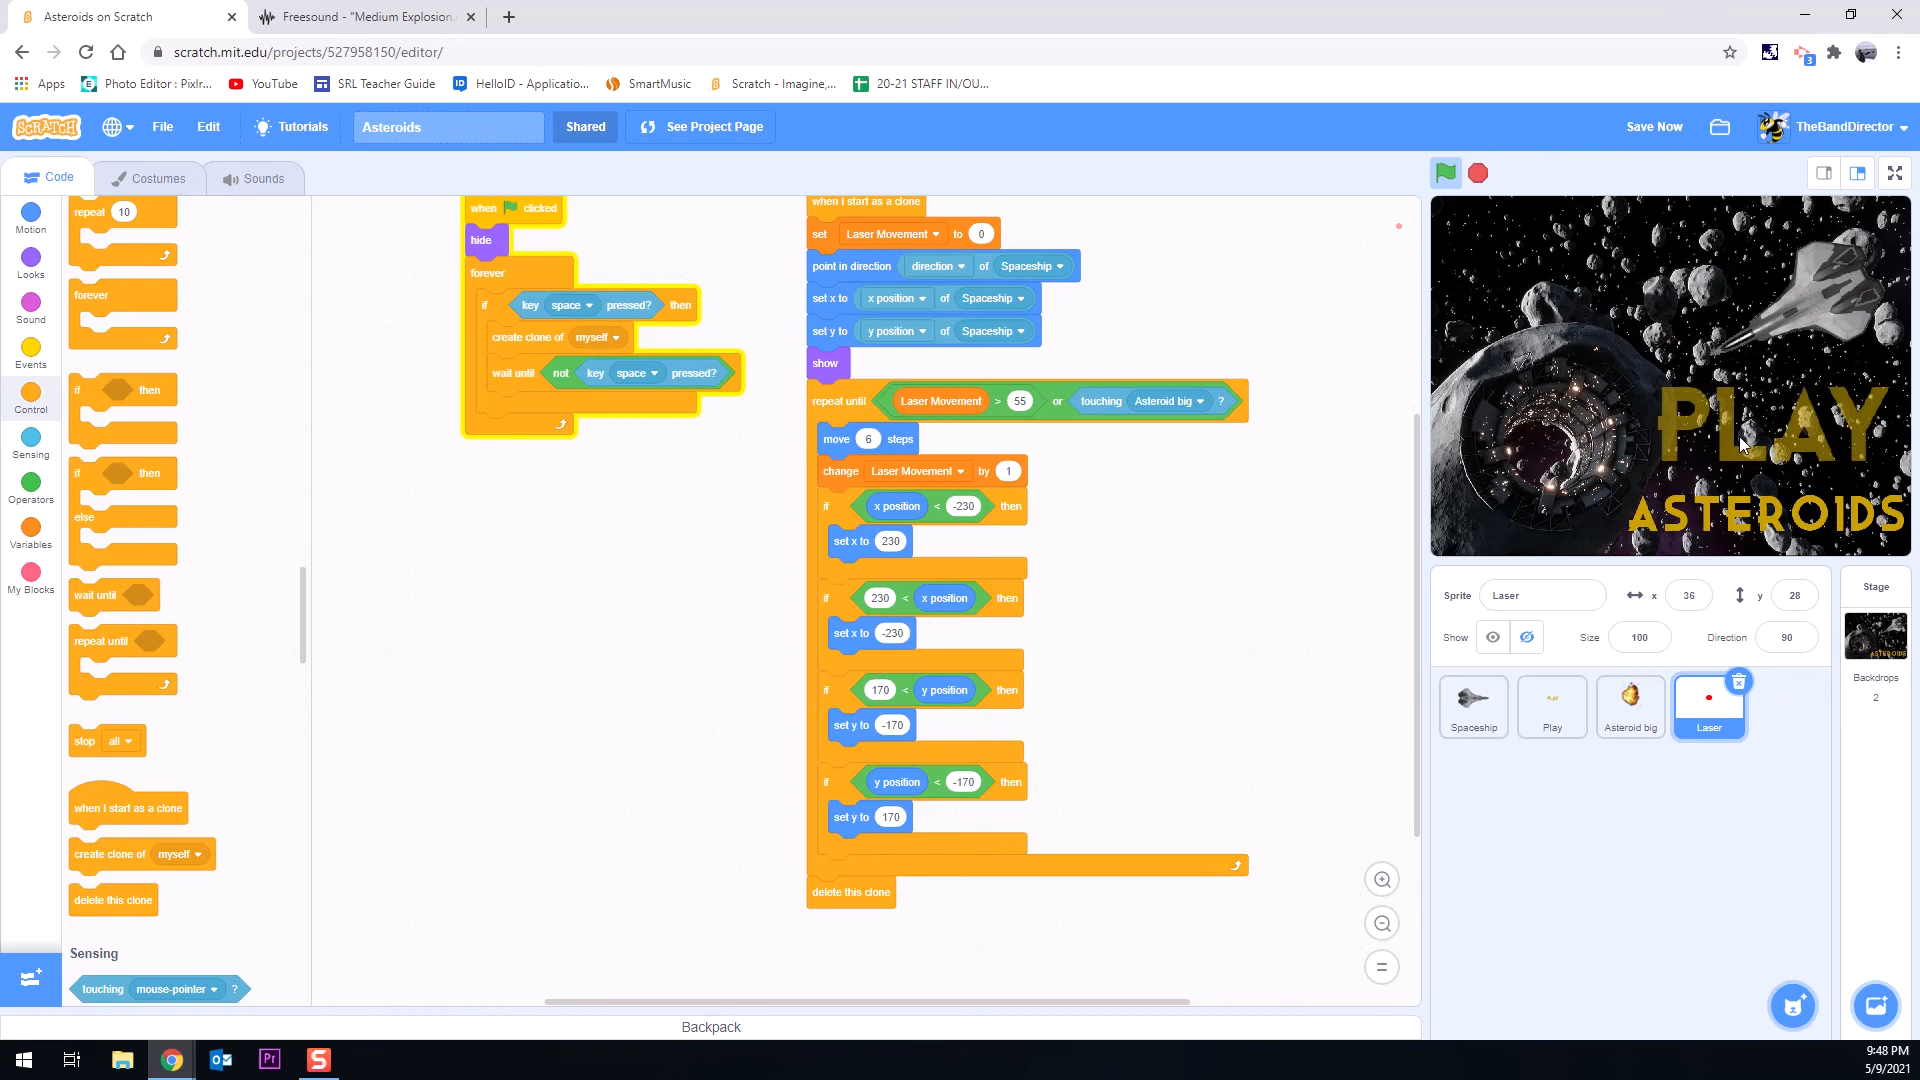 Asteroids on Scratch
Freesound - "Medium Explosion.
scratch.mit.edu/projects/527958150/editor/
3
Apps
Photo Editor : Pixlr...
YouTube
SRL Teacher Guide
HelloID - Applicatio...
SmartMusic
Scratch - Imagine,...
20-21 STAFF IN/OU...
SCRATCH
File
Edit
Tutorials
Asteroids
Shared
See Project Page
Save Now
TheBandDirector
Code
Costumes
Sounds
Motion
Looks
Sound
Events
Control
Sensing
Operators
Variables
My Blocks
repeat 10
forever
if then
if then
else
wait until
repeat until
stop all
when I start as a clone
create clone of myself
delete this clone
Sensing
touching mouse-pointer ?
when clicked
hide
forever
if key space pressed? then
create clone of myself
wait until not key space pressed?
when I start as a clone
set Laser Movement to 0
point in direction direction of Spaceship
set x to x position of Spaceship
set y to y position of Spaceship
show
repeat until Laser Movement > 55 or touching Asteroid big ?
move 6 steps
change Laser Movement by 1
if x position < -230 then
set x to 230
if 230 < x position then
set x to -230
if 170 < y position then
set y to -170
if y position < -170 then
set y to 170
delete this clone
Backpack
PLAY
ASTEROIDS
Sprite Laser x 36 y 28
Show Size 100 Direction 90
Spaceship
Play
Asteroid big
Laser
Stage
ASTEROIDS
Backdrops
2
9:48 PM
5/9/2021